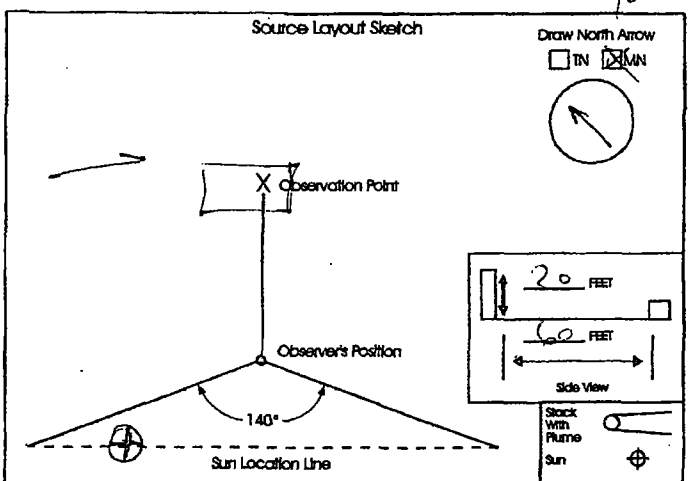 Source Layout Sketch
Draw North Arrow
TN MN
X Observation Point
20 FEET
60 FEET
Observer's Position
Side View
140°
Stack
With
Plume
Sun
Sun Location Line